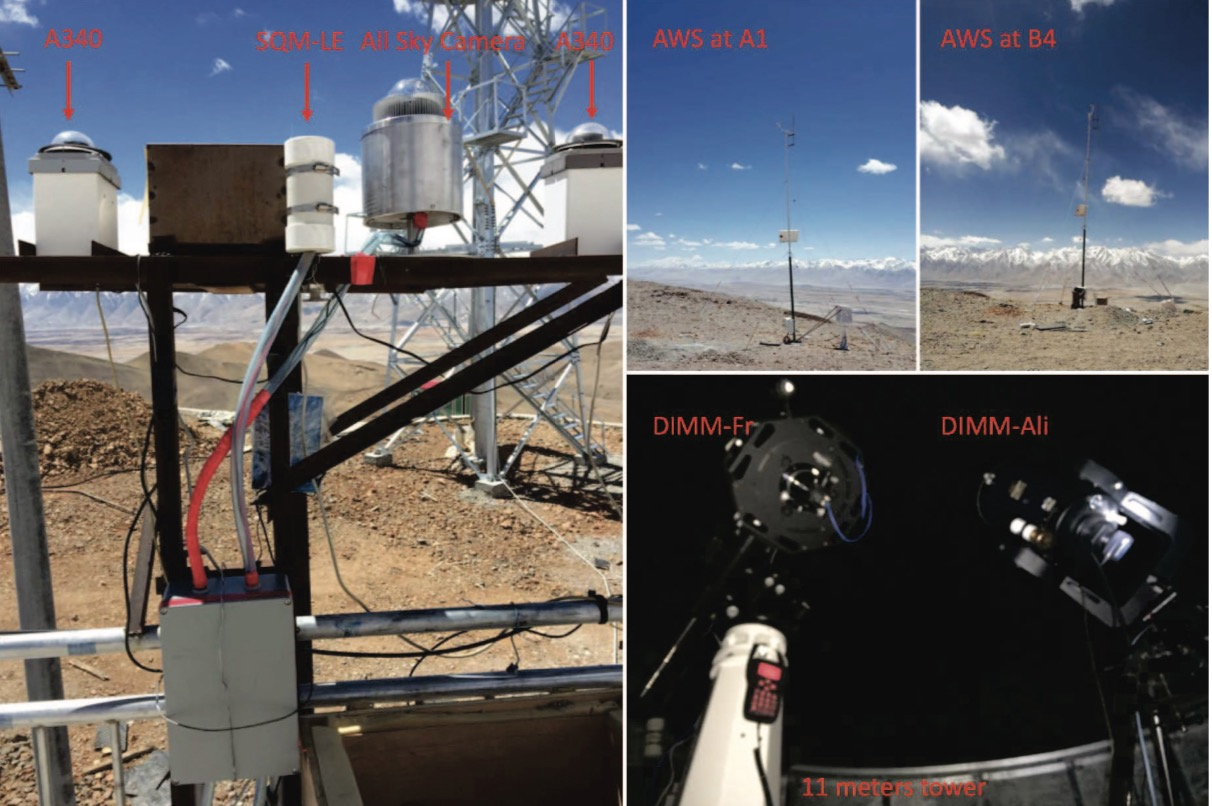 A340
SQM-LE
All Sky Camera
A340
AWS at A1
AWS at B4
DIMM-Fr
DIMM-Ali
11 meters tower